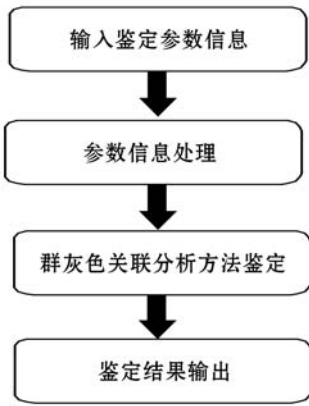 输入鉴定参数信息
参数信息处理
群灰色关联分析方法鉴定
鉴定结果输出